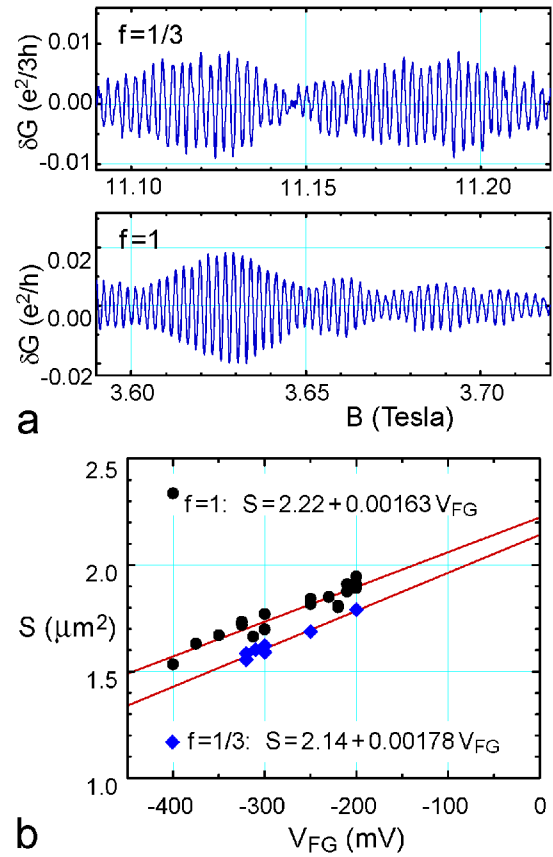 f=1/3
0.01
0.00
-0.01
δG (e²/3h)
11.10 11.15 11.20
f=1
0.02
0.00
-0.02
δG (e²/h)
3.60 3.65 3.70
B (Tesla)
a
2.5
2.0
1.5
1.0
S (μm²)
f=1: S=2.22+0.00163 V_FG
f=1/3: S=2.14+0.00178 V_FG
-400 -300 -200 -100 0
V_FG (mV)
b